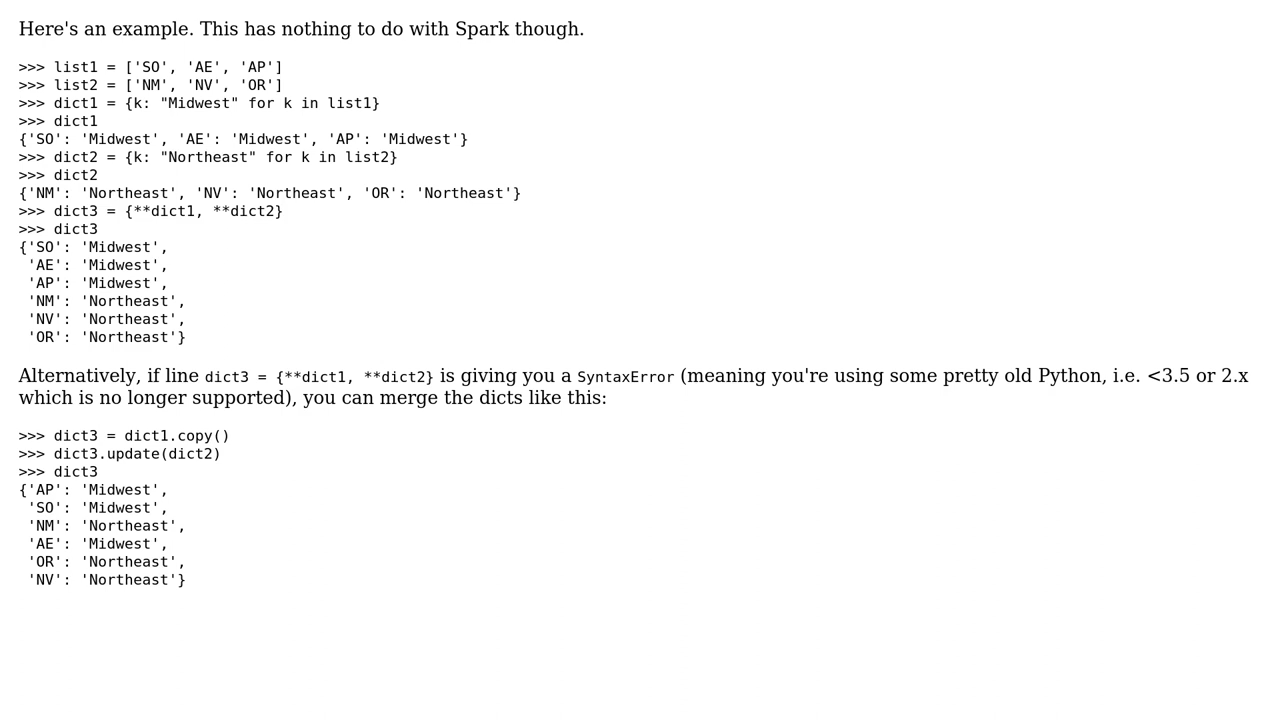 Here's an example. This has nothing to do with Spark though.
>>> list1 = ['SO', 'AE', 'AP']
>>> list2 = ['NM', 'NV', 'OR']
>>> dict1 = {k: "Midwest" for k in list1}
>>> dict1
{'SO': 'Midwest', 'AE': 'Midwest', 'AP': 'Midwest'}
>>> dict2 = {k: "Northeast" for k in list2}
>>> dict2
{'NM': 'Northeast', 'NV': 'Northeast', 'OR': 'Northeast'}
>>> dict3 = {**dict1, **dict2}
>>> dict3
{'SO': 'Midwest',
 'AE': 'Midwest',
 'AP': 'Midwest',
 'NM': 'Northeast',
 'NV': 'Northeast',
 'OR': 'Northeast'}
Alternatively, if line dict3 = {**dict1, **dict2} is giving you a SyntaxError (meaning you're using some pretty old Python, i.e. <3.5 or 2.x
which is no longer supported), you can merge the dicts like this:
>>> dict3 = dict1.copy()
>>> dict3.update(dict2)
>>> dict3
{'AP': 'Midwest',
 'SO': 'Midwest',
 'NM': 'Northeast',
 'AE': 'Midwest',
 'OR': 'Northeast',
 'NV': 'Northeast'}